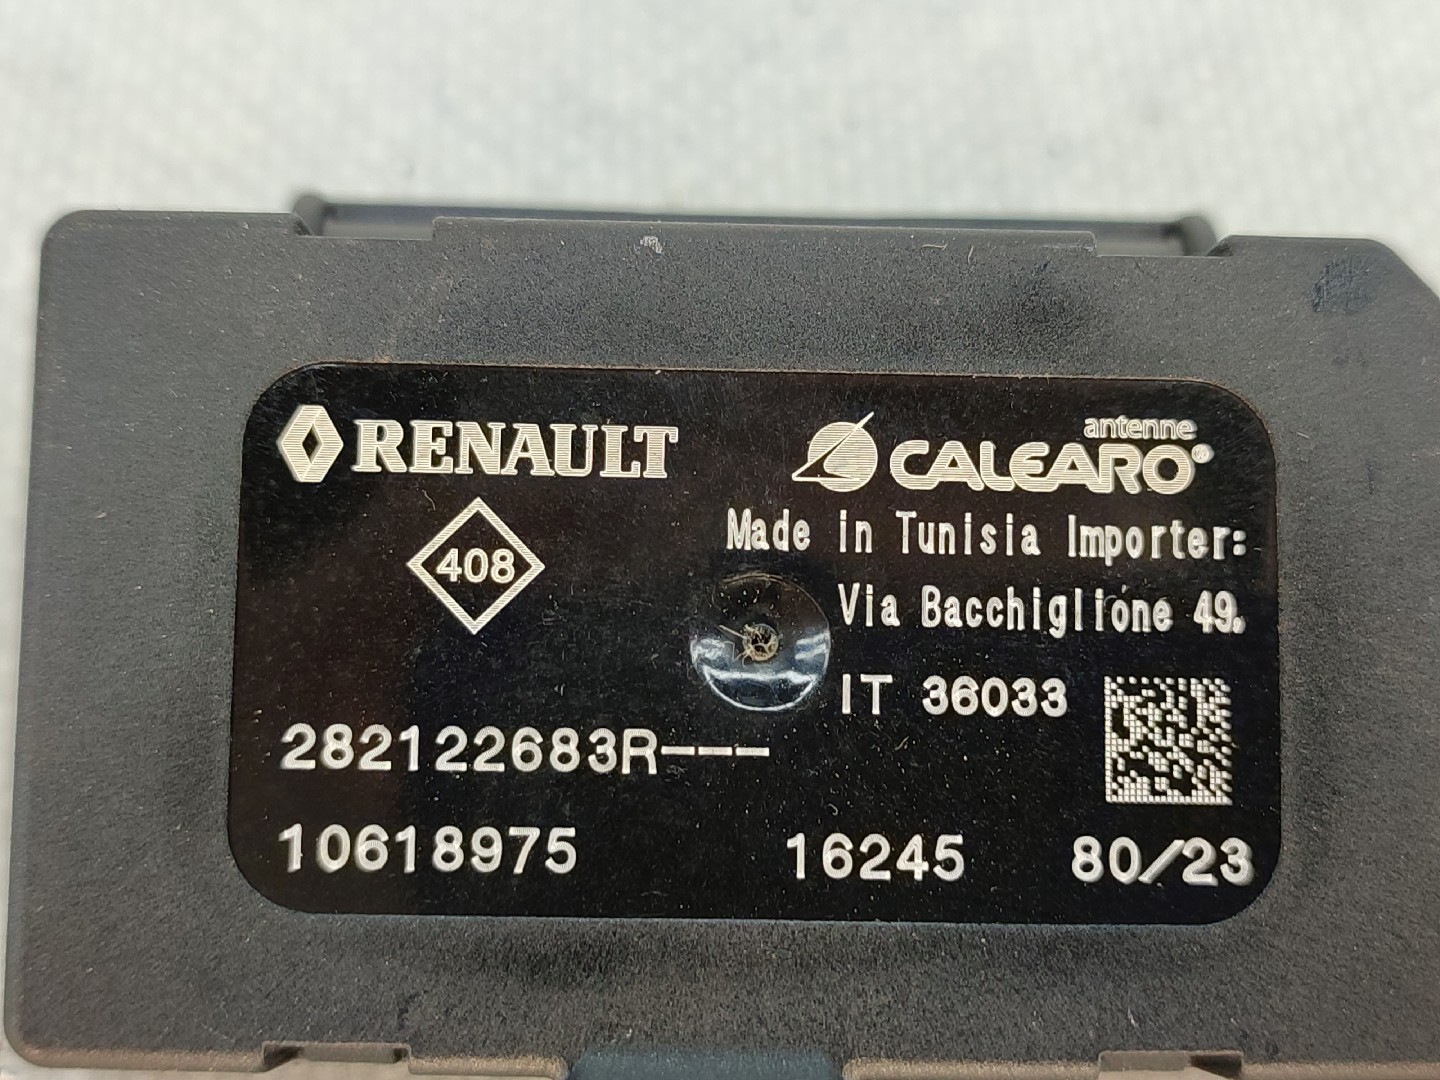 RENAULT
408
antenne
CALEARO®
Made in Tunisia Importer:
Via Bacchiglione 49.
IT 36033
282122683R---
10618975 16245 80/23